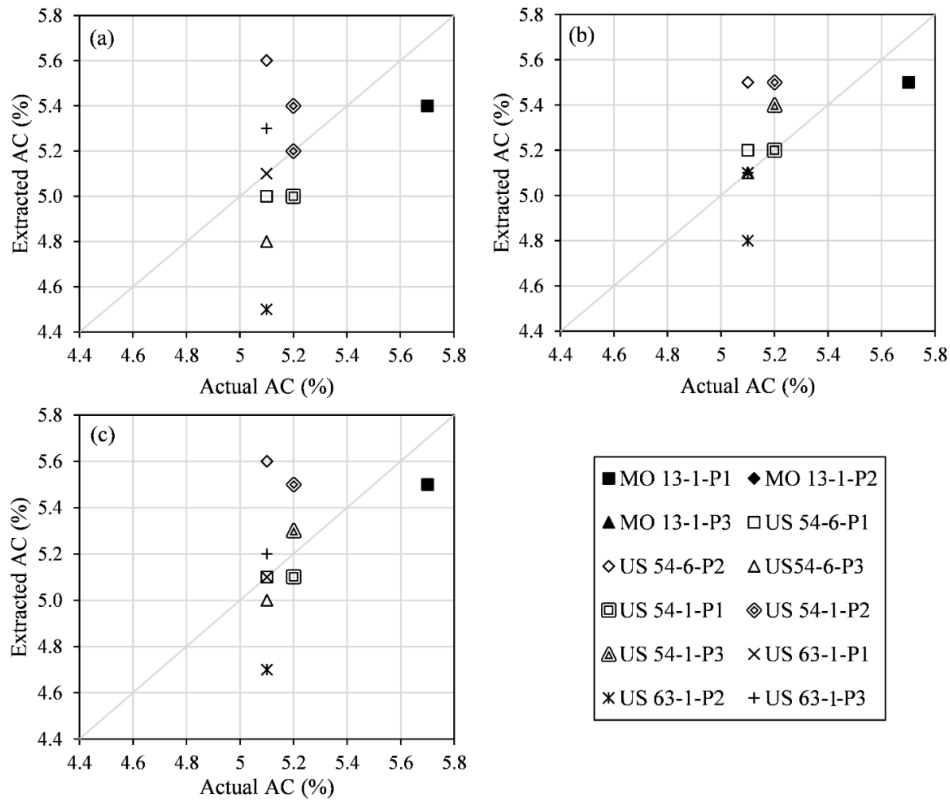 (a)
5.8
5.6
5.4
5.2
5.0
4.8
4.6
4.4
Extracted AC (%)
4.4 4.6 4.8 5 5.2 5.4 5.6 5.8
Actual AC (%)
(b)
5.8
5.6
5.4
5.2
5.0
4.8
4.6
4.4
Extracted AC (%)
4.4 4.6 4.8 5 5.2 5.4 5.6 5.8
Actual AC (%)
(c)
5.8
5.6
5.4
5.2
5.0
4.8
4.6
4.4
Extracted AC (%)
4.4 4.6 4.8 5 5.2 5.4 5.6 5.8
Actual AC (%)
MO 13-1-P1 MO 13-1-P2
MO 13-1-P3 US 54-6-P1
US 54-6-P2 US54-6-P3
US 54-1-P1 US 54-1-P2
US 54-1-P3 US 63-1-P1
US 63-1-P2 US 63-1-P3